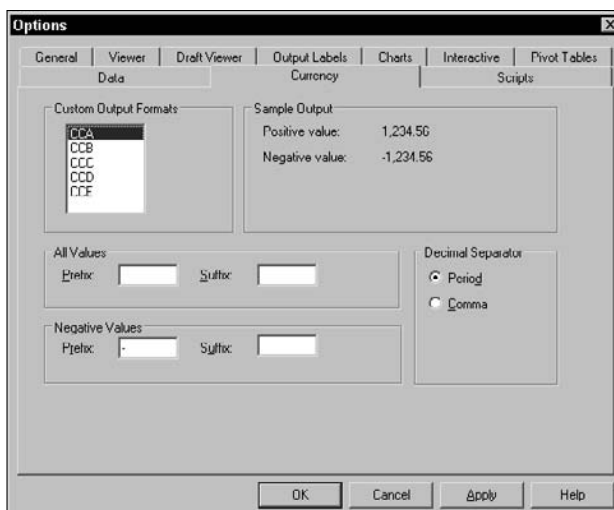 Options
General Viewer Draft Viewer Output Labels Charts Interactive Pivot Tables
Data Currency Scripts
Custom Output Formats
CCA
CCB
CCC
CCD
CCE
Sample Output
Positive value: 1,234.56
Negative value: -1,234.56
All Values
Prefix: Suffix:
Decimal Separator
Period
Comma
Negative Values
Prefix: - Suffix:
OK Cancel Apply Help